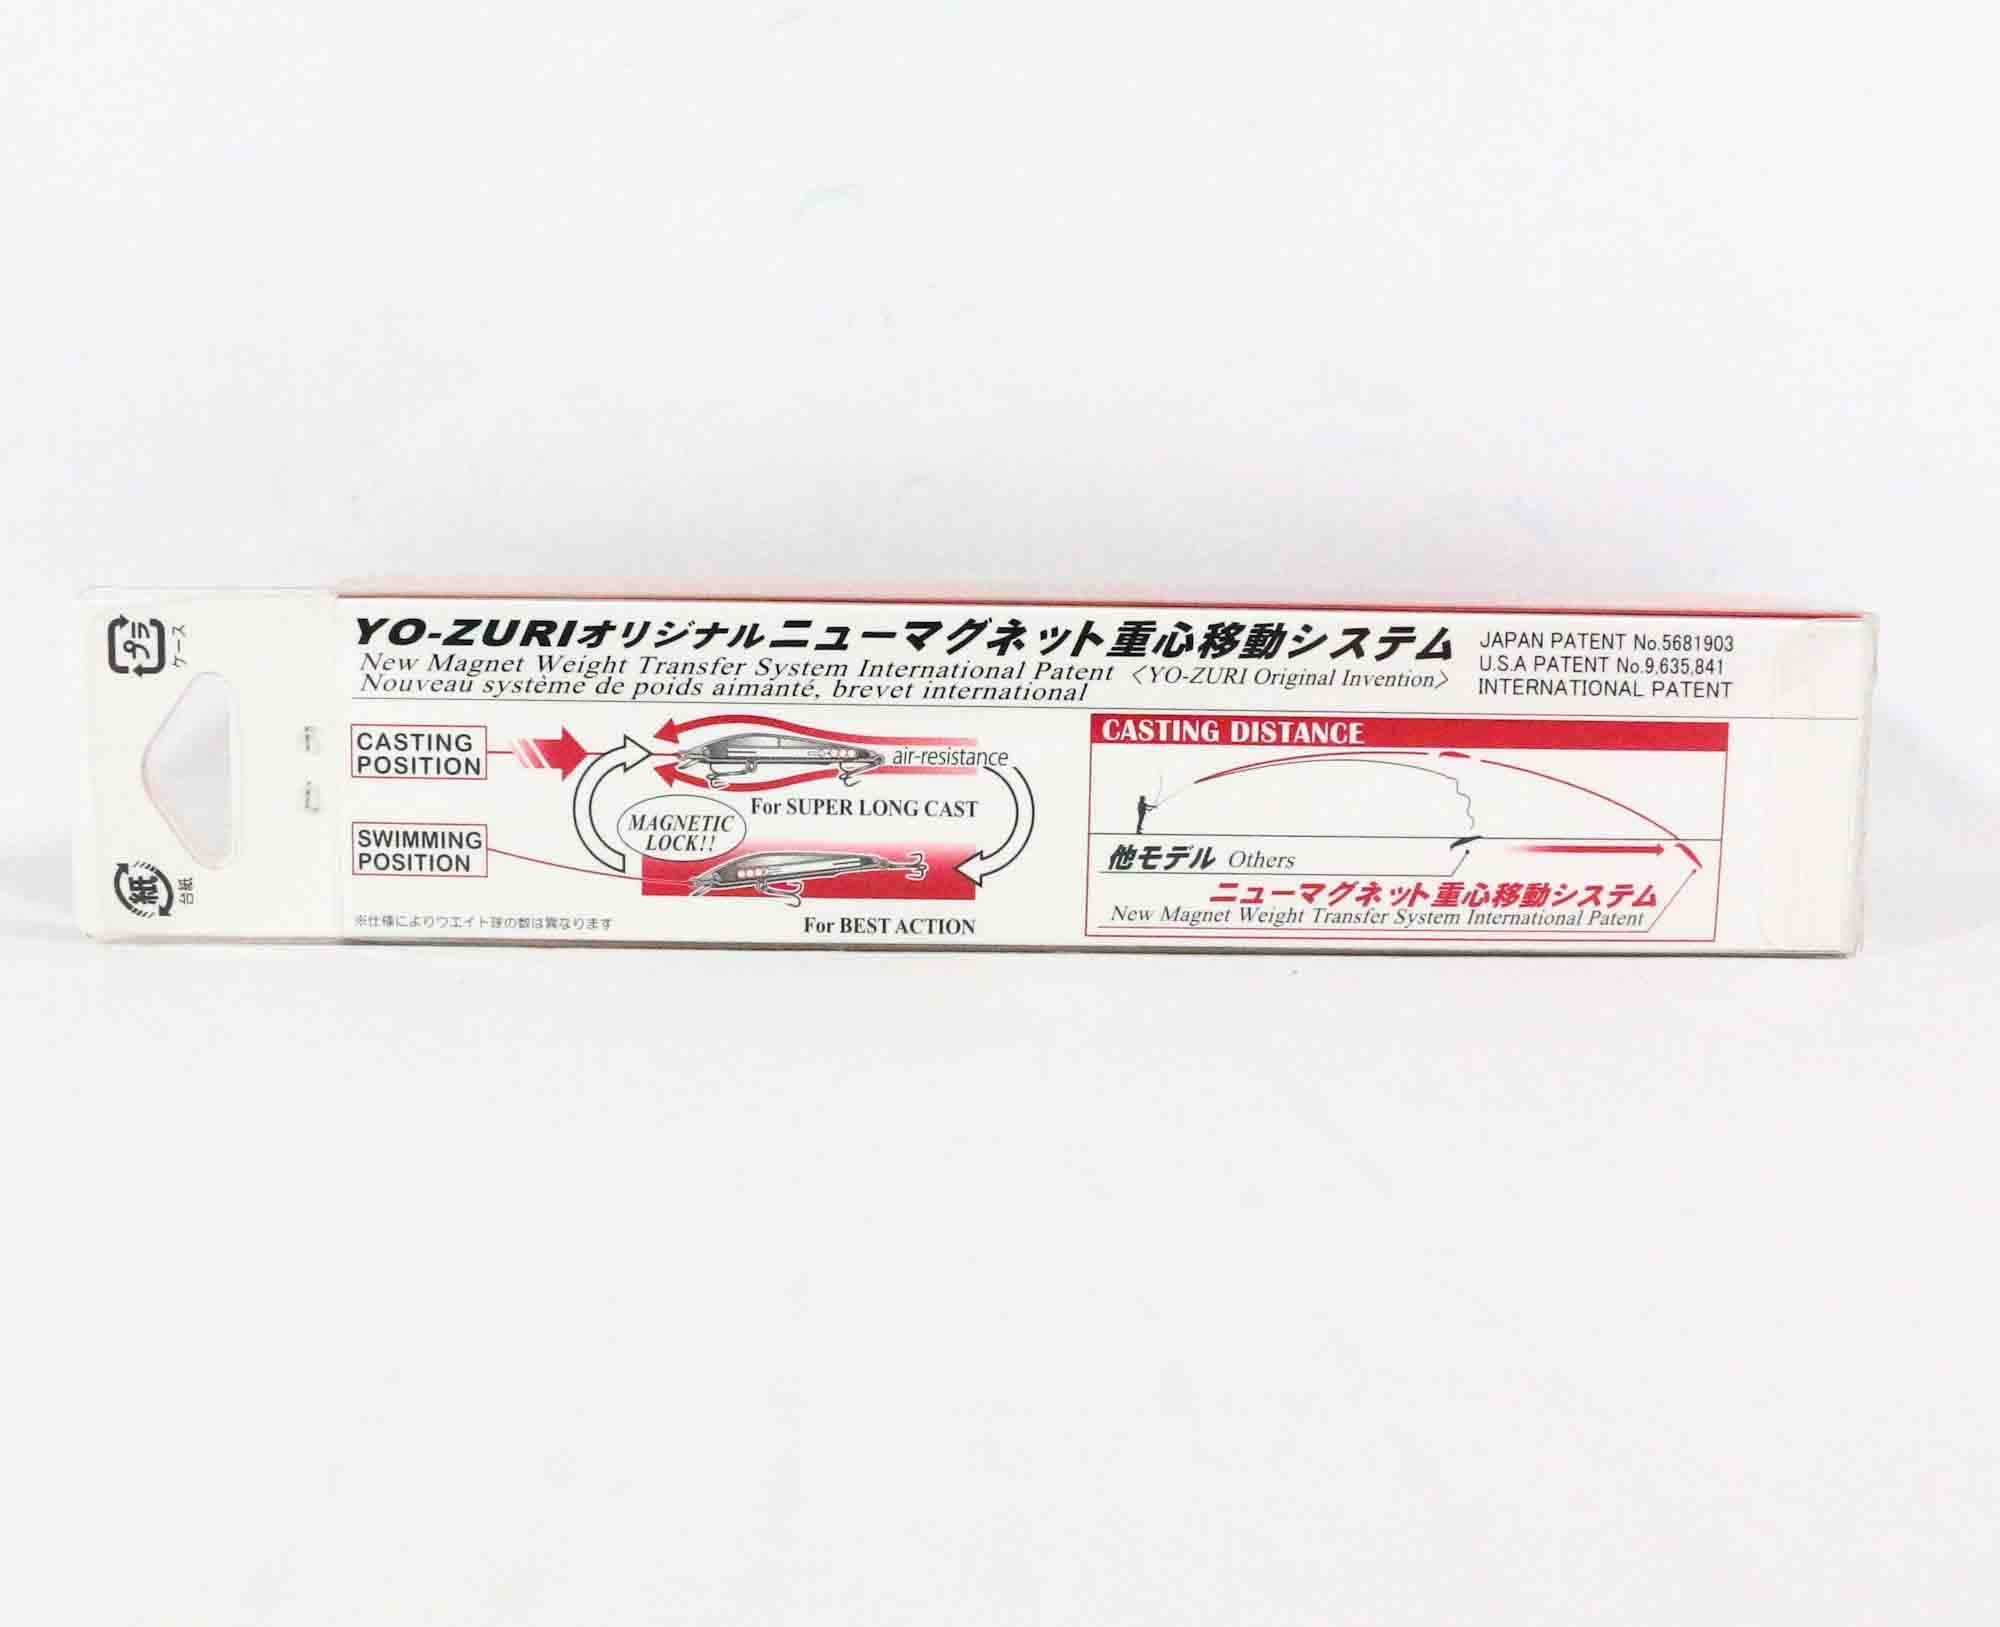 プラ
ケース
紙
台紙
YO-ZURIオリジナルニューマグネット重心移動システム
New Magnet Weight Transfer System International Patent 〈YO-ZURI Original Invention〉
Nouveau système de poids aimanté, brevet international
JAPAN PATENT No.5681903
U.S.A PATENT No.9,635,841
INTERNATIONAL PATENT
CASTING
POSITION
air-resistance
For SUPER LONG CAST
MAGNETIC
LOCK!!
SWIMMING
POSITION
For BEST ACTION
※仕様によりウエイト球の数は異なります
CASTING DISTANCE
他モデル Others
ニューマグネット重心移動システム
New Magnet Weight Transfer System International Patent